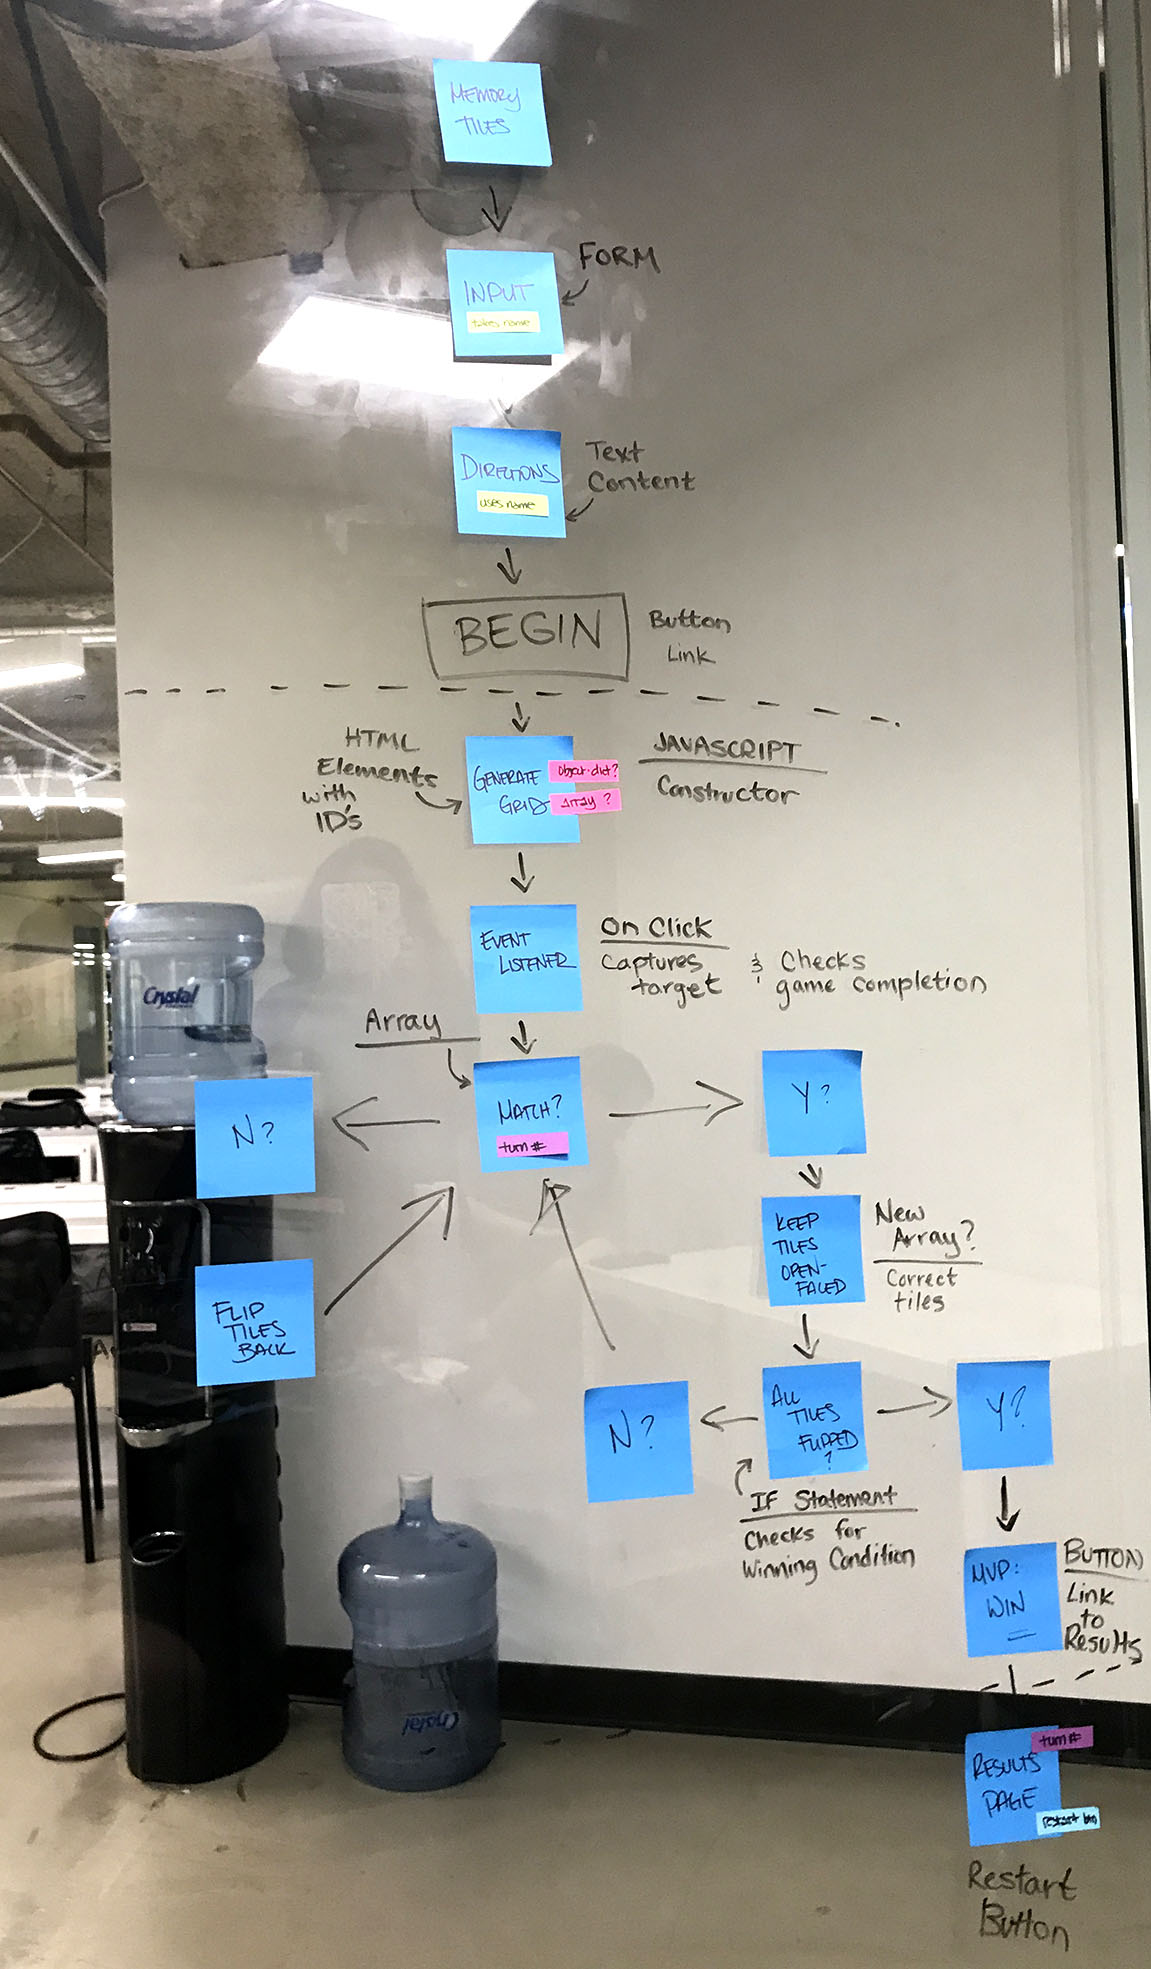 MEMORY
TILES
FORM
INPUT
takes name
DIRECTIONS
uses name
Text
Content
BEGIN
Button
Link
HTML
Elements
with
ID's
GENERATE
GRID
Object-dict?
Array?
JAVASCRIPT
Constructor
EVENT
LISTENER
On Click
Captures
target
& Checks
game completion
Crystal
Array
MATCH?
turn #
N?
Y?
FLIP
TILES
BACK
KEEP
TILES
OPEN-
FACED
New
Array?
Correct
tiles
ALL
TILES
FLIPPED
?
N?
Y?
IF Statement
Checks for
Winning Condition
MVP:
WIN
BUTTON
Link
to
Results
Crystal
RESULTS
PAGE
turn #
restart btn
Restart
Button